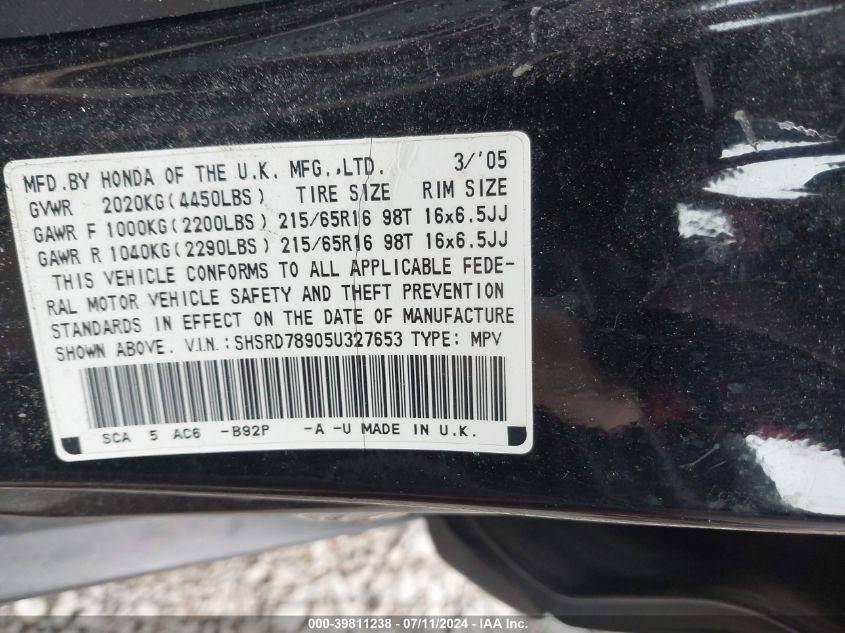 MFD.BY HONDA OF THE U.K. MFG.,LTD. 3/'05
GVWR 2020KG(4450LBS) TIRE SIZE RIM SIZE
GAWR F 1000KG(2200LBS) 215/65R16 98T 16x6.5JJ
GAWR R 1040KG(2290LBS) 215/65R16 98T 16x6.5JJ
THIS VEHICLE CONFORMS TO ALL APPLICABLE FEDE-
RAL MOTOR VEHICLE SAFETY AND THEFT PREVENTION
STANDARDS IN EFFECT ON THE DATE OF MANUFACTURE
SHOWN ABOVE. V.I.N.:SHSRD78905U327653 TYPE: MPV
SCA 5 AC6 -B92P -A -U MADE IN U.K.
000-39811238 - 07/11/2024 - IAA Inc.